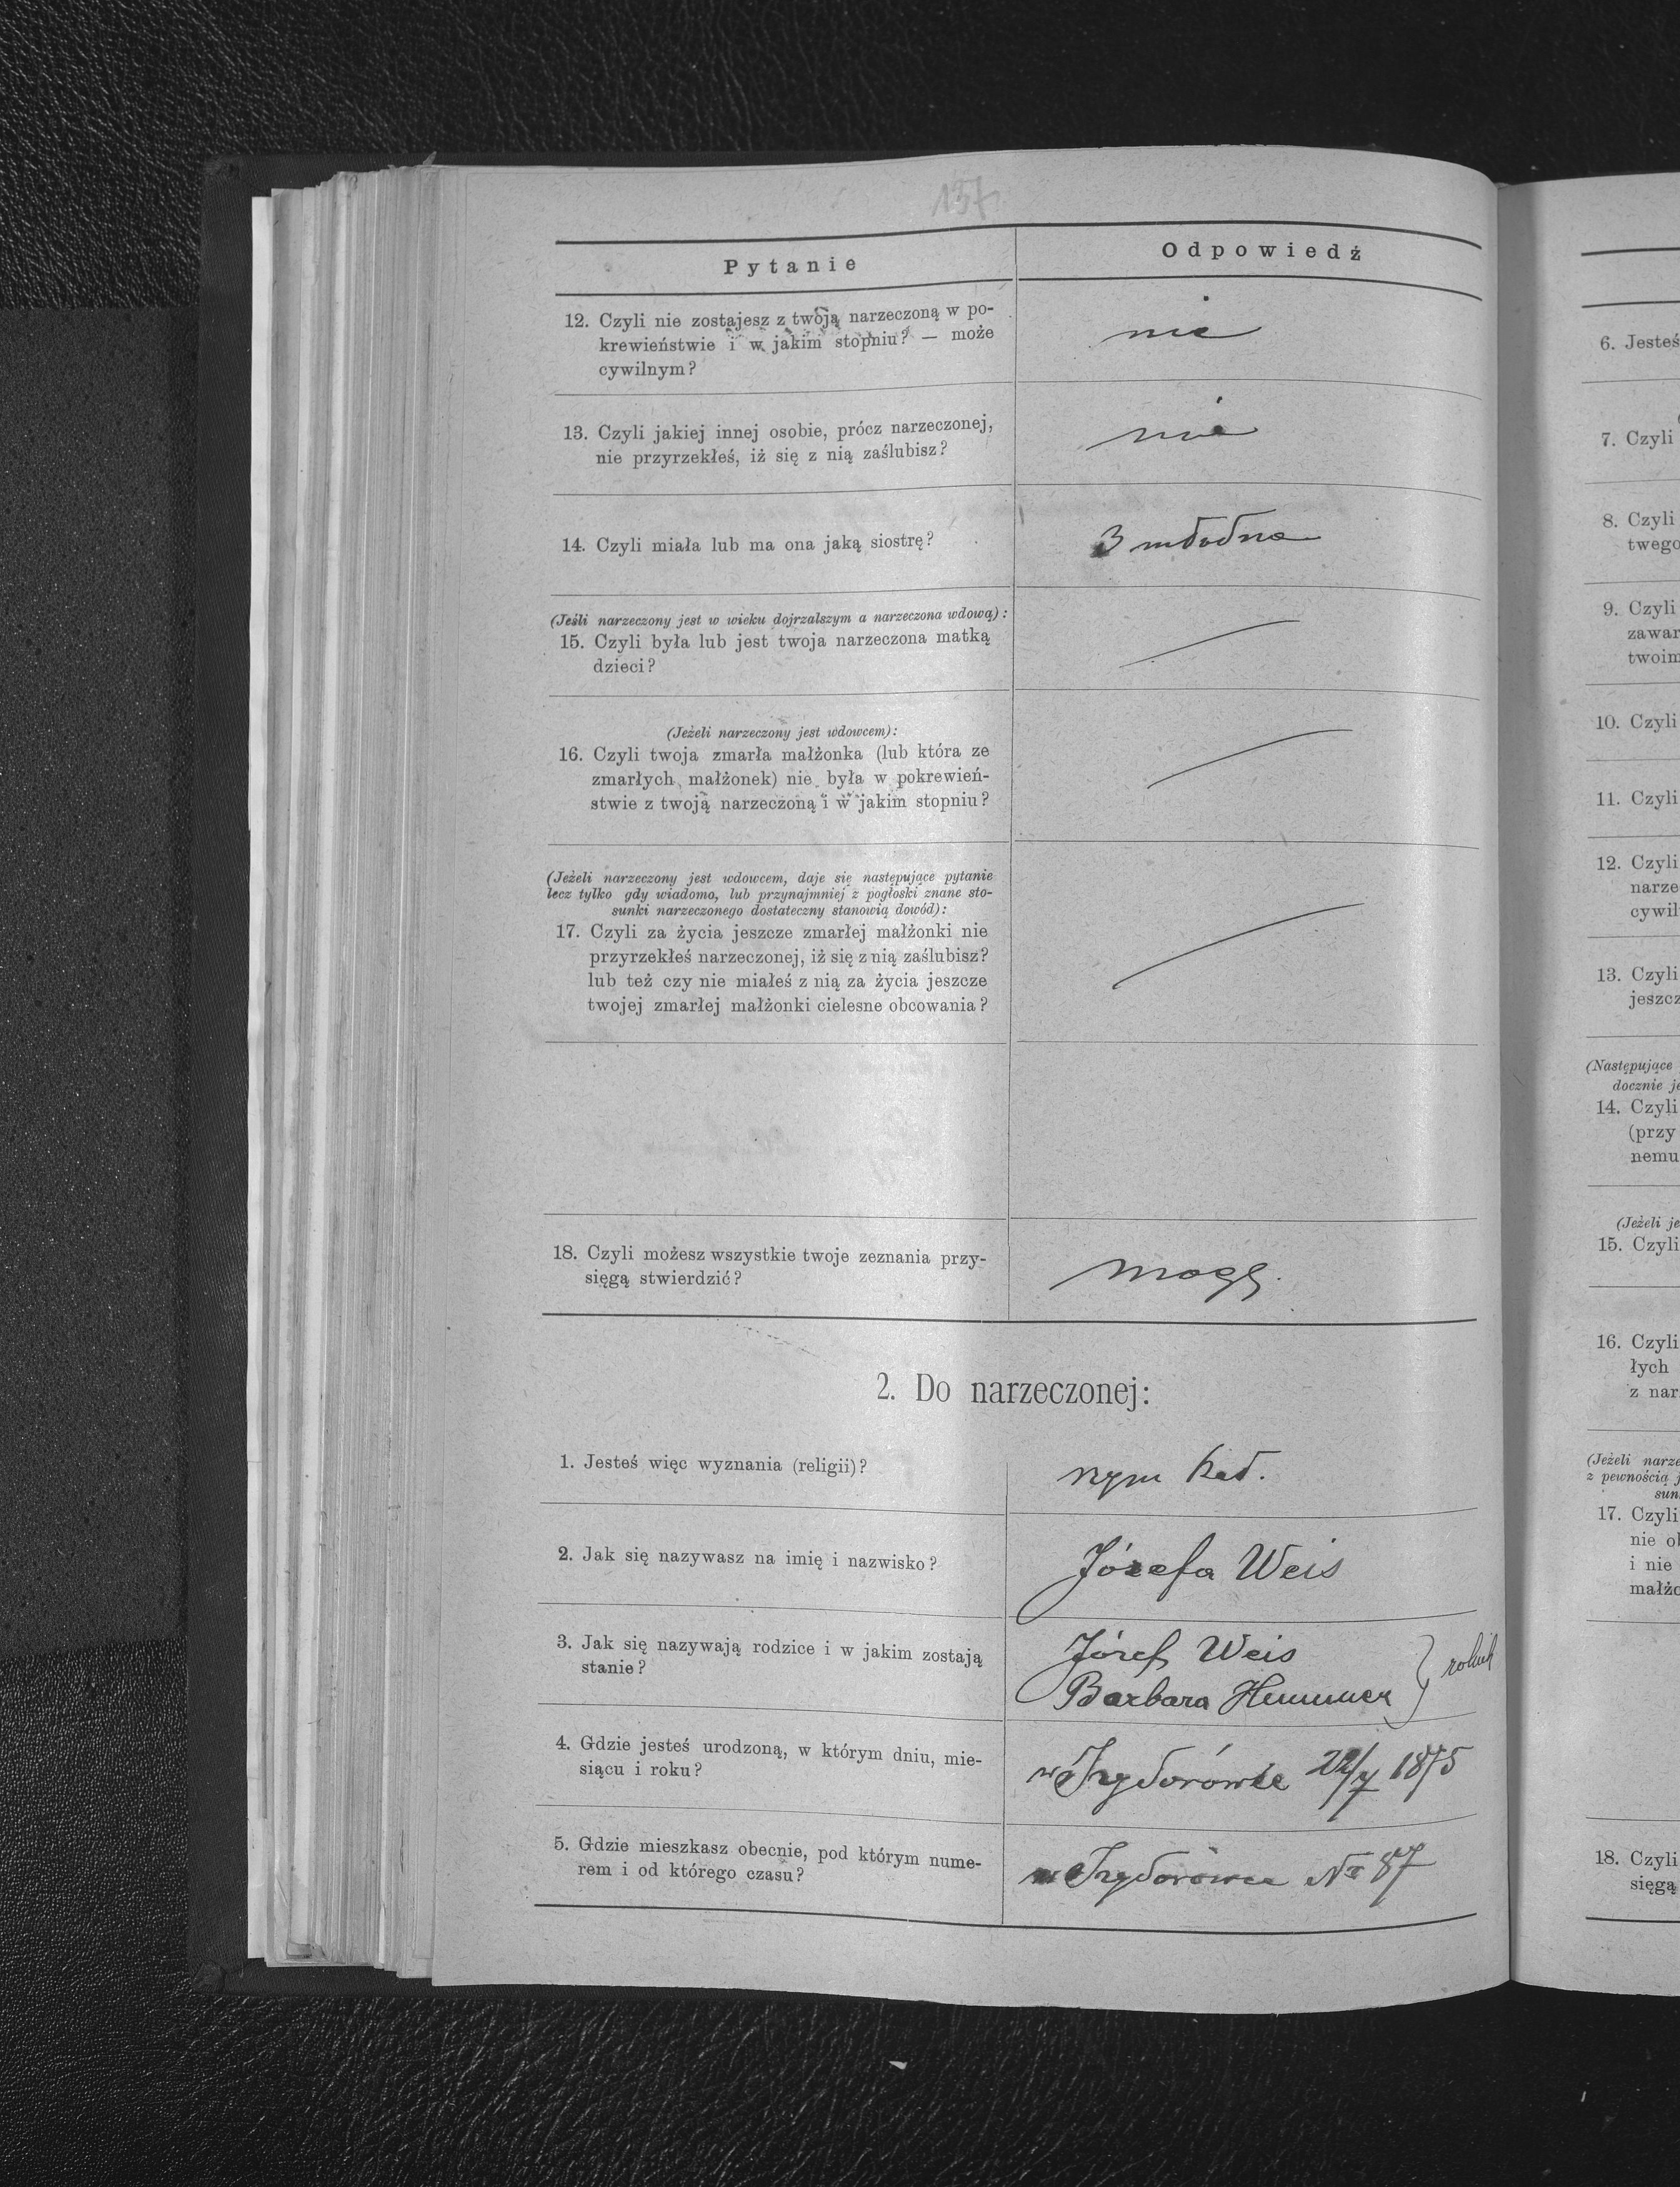 157
Pytanie
Odpowiedź
12. Czyli nie zostajesz z twoją narzeczoną w po-
krewieństwie i w jakim stopniu? — może
cywilnym?
nie
13. Czyli jakiej innej osobie, prócz narzeczonej,
nie przyrzekłeś, iż się z nią zaślubisz?
nie
14. Czyli miała lub ma ona jaką siostrę?
3
(Jeśli narzeczony jest w wieku dojrzalszym a narzeczona wdową):
15. Czyli była lub jest twoja narzeczona matką
dzieci?
(Jeżeli narzeczony jest wdowcem):
16. Czyli twoja zmarła małżonka (lub która ze
zmarłych małżonek) nie była w pokrewień-
stwie z twoją narzeczoną i w jakim stopniu?
(Jeżeli narzeczony jest wdowcem, daje się następujące pytanie
lecz tylko gdy wiadomo, lub przynajmniej z pogłoski znane sto-
sunki narzeczonego dostateczny stanowią dowód):
17. Czyli za życia jeszcze zmarłej małżonki nie
przyrzekłeś narzeczonej, iż się z nią zaślubisz?
lub też czy nie miałeś z nią za życia jeszcze
twojej zmarłej małżonki cielesne obcowania?
18. Czyli możesz wszystkie twoje zeznania przy-
sięgą stwierdzić?
mogę.
2. Do narzeczonej:
1. Jesteś więc wyznania (religii)?
rzym kat.
2. Jak się nazywasz na imię i nazwisko?
Józefa Weis
3. Jak się nazywają rodzice i w jakim zostają
stanie?
Józef Weis
Barbara
4. Gdzie jesteś urodzoną, w którym dniu, mie-
siącu i roku?
w 1875
5. Gdzie mieszkasz obecnie, pod którym nume-
rem i od którego czasu?
w Nr 87
6. Jesteś
7. Czyli
8. Czyli
twego
9. Czyli
zawar
twoim
10. Czyli
11. Czyli
12. Czyli
narze
cywil
13. Czyli
jeszcz
(Następujące
docznie je
14. Czyli
(przy
nemu
(Jeżeli je
15. Czyli
16. Czyli
łych
z nar
(Jeżeli narze
z pewnością j
sun
17. Czyli
nie ob
i nie
małżo
18. Czyli
sięgą